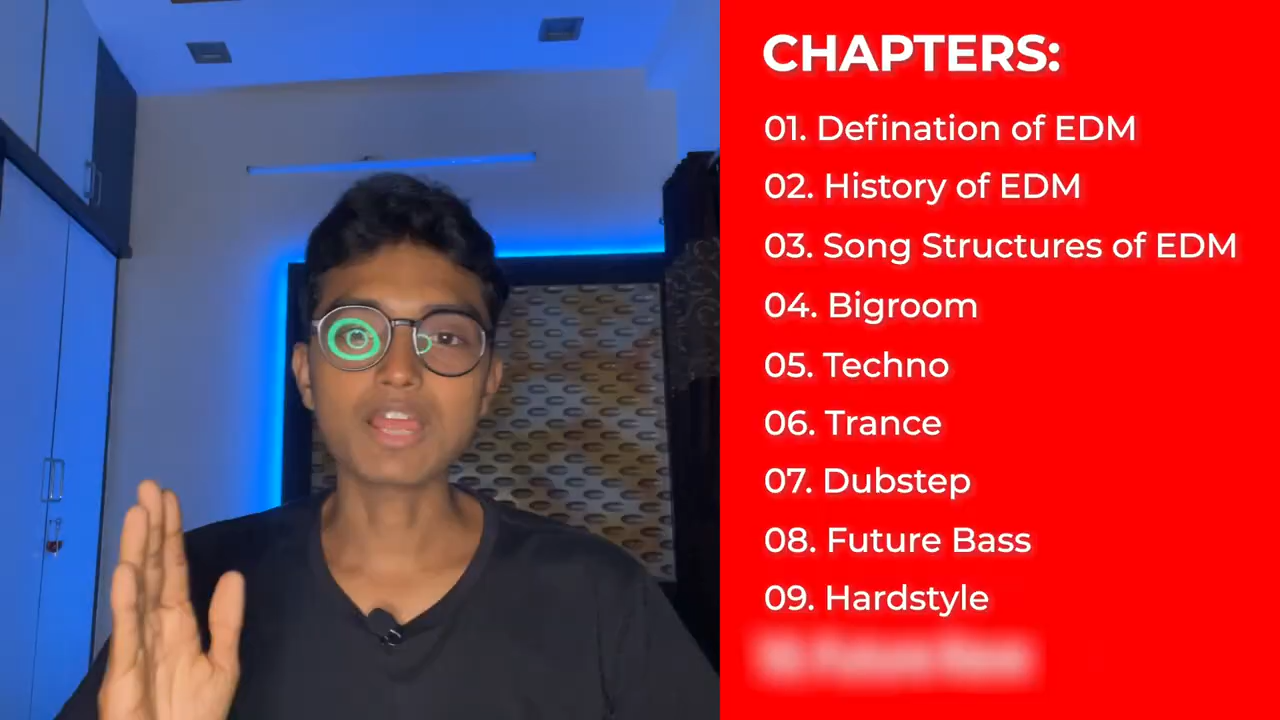 CHAPTERS:
01. Defination of EDM
02. History of EDM
03. Song Structures of EDM
04. Bigroom
05. Techno
06. Trance
07. Dubstep
08. Future Bass
09. Hardstyle